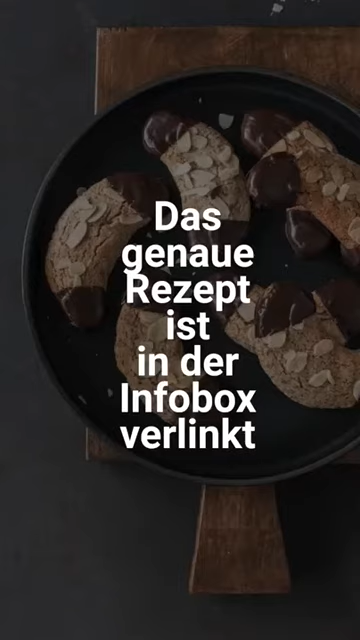 Das
genaue
Rezept
ist
in der
Infobox
verlinkt